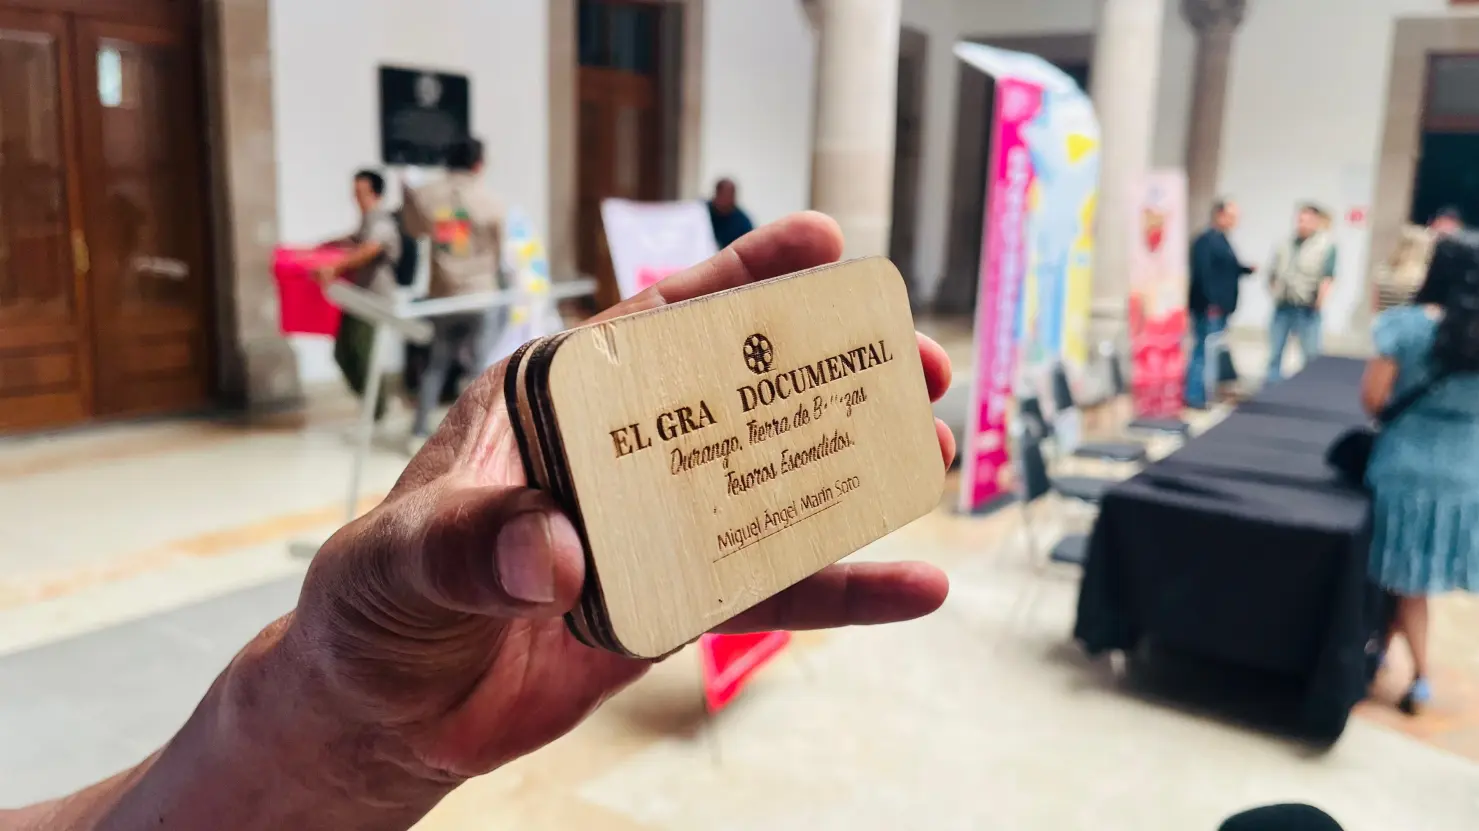 EL GRA DOCUMENTAL
Durango, Tierra de
Tesoros Escondidos.
Miguel Ángel Marín Soto